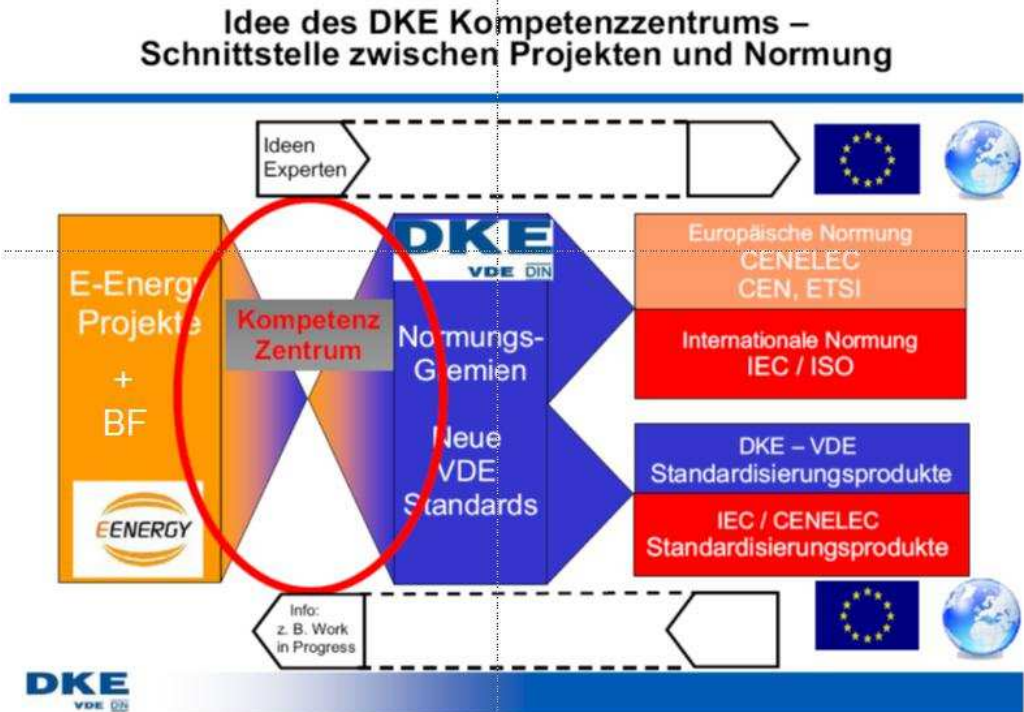 Idee des DKE Kompetenzzentrums –
Schnittstelle zwischen Projekten und Normung
Ideen
Experten
E-Energy
Projekte
+
BF
EENERGY
Kompetenz
Zentrum
DKE
VDE DIN
Normungs-
Gremien
Neue
VDE
Standards
Europäische Normung
CENELEC
CEN, ETSI
Internationale Normung
IEC / ISO
DKE – VDE
Standardisierungsprodukte
IEC / CENELEC
Standardisierungsprodukte
Info:
z. B. Work
in Progress
DKE
VDE DIN